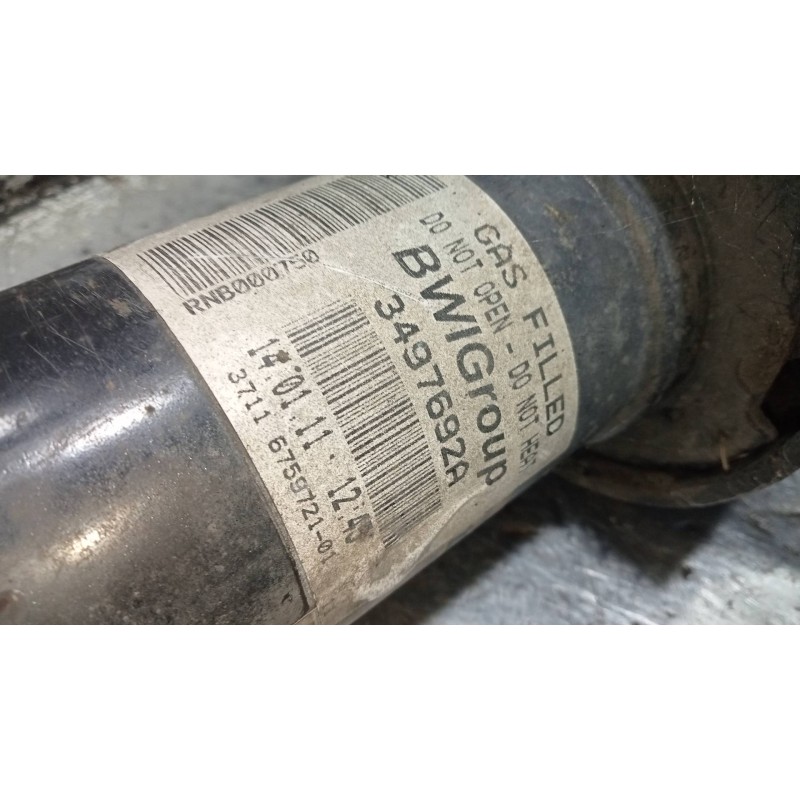 GAS FILLED
DO NOT OPEN - DO NOT HEAT
BWIGroup
3497692A
RNB000750
14.01.11 · 12:45
3711 6759721-01